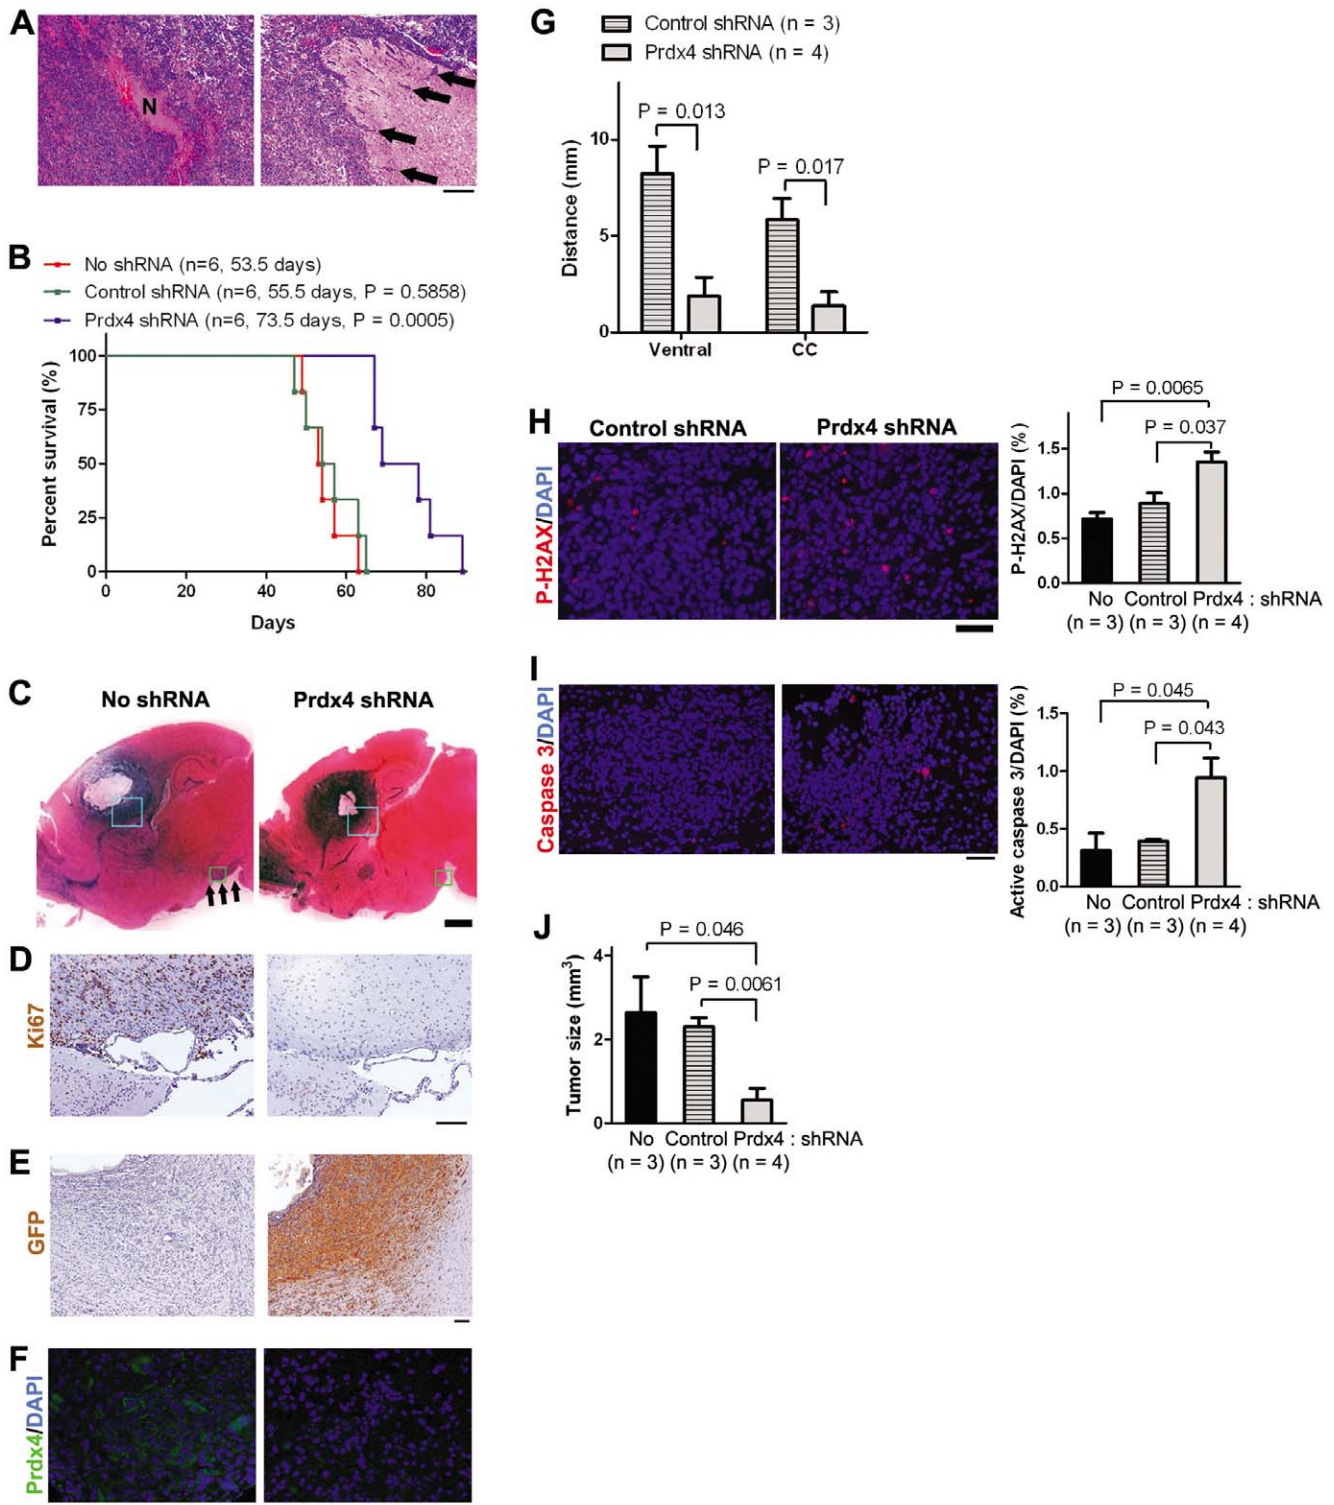 A
N
B
No shRNA (n=6, 53.5 days)
Control shRNA (n=6, 55.5 days, P = 0.5858)
Prdx4 shRNA (n=6, 73.5 days, P = 0.0005)
Percent survival (%)
100
75
50
25
0
0 20 40 60 80
Days
C
No shRNA Prdx4 shRNA
D
Ki67
E
GFP
F
Prdx4/DAPI
G
Control shRNA (n = 3)
Prdx4 shRNA (n = 4)
Distance (mm)
10
5
0
P = 0.013
P = 0.017
Ventral CC
H
Control shRNA Prdx4 shRNA
P-H2AX/DAPI
P-H2AX/DAPI (%)
P = 0.0065
P = 0.037
1.5
1.0
0.5
0.0
No Control Prdx4 : shRNA
(n = 3) (n = 3) (n = 4)
I
Caspase 3/DAPI
Active caspase 3/DAPI (%)
P = 0.045
P = 0.043
1.5
1.0
0.5
0.0
No Control Prdx4 : shRNA
(n = 3) (n = 3) (n = 4)
J
Tumor size (mm³)
P = 0.046
P = 0.0061
4
2
0
No Control Prdx4 : shRNA
(n = 3) (n = 3) (n = 4)